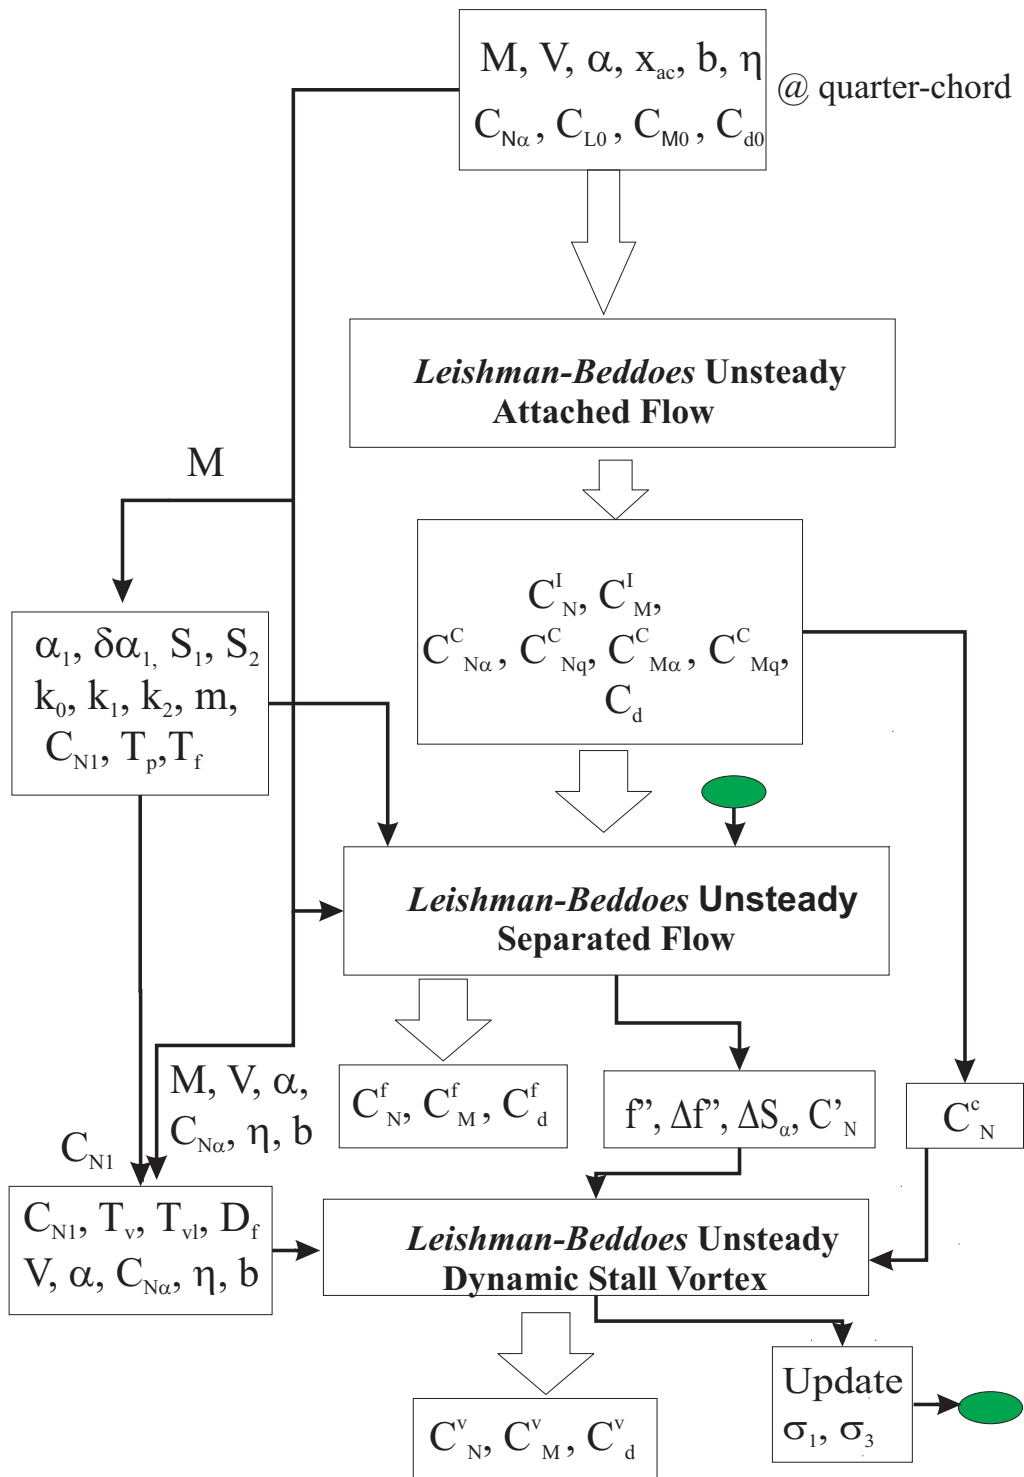 M, V, α, x_ac, b, η
@ quarter-chord
C_Nα, C_L0, C_M0, C_d0
Leishman-Beddoes Unsteady
Attached Flow
M
C^I_N, C^I_M,
C^C_Nα, C^C_Nq, C^C_Mα, C^C_Mq,
C_d
α_1, δα_1, S_1, S_2
k_0, k_1, k_2, m,
C_N1, T_p, T_f
Leishman-Beddoes Unsteady
Separated Flow
M, V, α,
C_Nα, η, b
C_N1
C^f_N, C^f_M, C^f_d
f”, Δf”, ΔS_α, C’_N
C^c_N
C_N1, T_v, T_vl, D_f
V, α, C_Nα, η, b
Leishman-Beddoes Unsteady
Dynamic Stall Vortex
Update
σ_1, σ_3
C^v_N, C^v_M, C^v_d